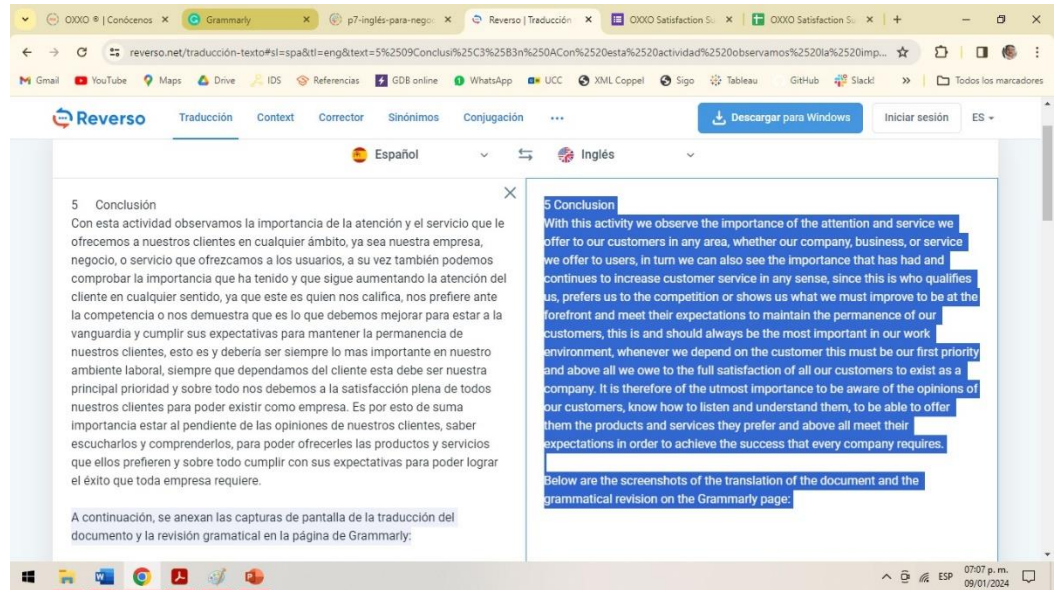 OXXO ® | Conócenos
Grammarly
p7-inglés-para-nego
Reverso | Traducción
OXXO Satisfaction Su
OXXO Satisfaction Su
reverso.net/traducción-texto#sl=spa&tl=eng&text=5%2509Conclusi%25C3%25B3n%250ACon%2520esta%2520actividad%2520observamos%2520la%2520imp...
Gmail
YouTube
Maps
Drive
IDS
Referencias
GDB online
WhatsApp
UCC
XML Coppel
Sigo
Tableau
GitHub
Slack!
»
Todos los marcadores
Reverso
Traducción
Context
Corrector
Sinónimos
Conjugación
...
Descargar para Windows
Iniciar sesión
ES
Español
Inglés
5 Conclusión
Con esta actividad observamos la importancia de la atención y el servicio que le
ofrecemos a nuestros clientes en cualquier ámbito, ya sea nuestra empresa,
negocio, o servicio que ofrezcamos a los usuarios, a su vez también podemos
comprobar la importancia que ha tenido y que sigue aumentando la atención del
cliente en cualquier sentido, ya que este es quien nos califica, nos prefiere ante
la competencia o nos demuestra que es lo que debemos mejorar para estar a la
vanguardia y cumplir sus expectativas para mantener la permanencia de
nuestros clientes, esto es y debería ser siempre lo mas importante en nuestro
ambiente laboral, siempre que dependamos del cliente esta debe ser nuestra
principal prioridad y sobre todo nos debemos a la satisfacción plena de todos
nuestros clientes para poder existir como empresa. Es por esto de suma
importancia estar al pendiente de las opiniones de nuestros clientes, saber
escucharlos y comprenderlos, para poder ofrecerles las productos y servicios
que ellos prefieren y sobre todo cumplir con sus expectativas para poder lograr
el éxito que toda empresa requiere.
A continuación, se anexan las capturas de pantalla de la traducción del
documento y la revisión gramatical en la página de Grammarly:
5 Conclusion
With this activity we observe the importance of the attention and service we
offer to our customers in any area, whether our company, business, or service
we offer to users, in turn we can also see the importance that has had and
continues to increase customer service in any sense, since this is who qualifies
us, prefers us to the competition or shows us what we must improve to be at the
forefront and meet their expectations to maintain the permanence of our
customers, this is and should always be the most important in our work
environment, whenever we depend on the customer this must be our first priority
and above all we owe to the full satisfaction of all our customers to exist as a
company. It is therefore of the utmost importance to be aware of the opinions of
our customers, know how to listen and understand them, to be able to offer
them the products and services they prefer and above all meet their
expectations in order to achieve the success that every company requires.
Below are the screenshots of the translation of the document and the
grammatical revision on the Grammarly page:
ESP
07:07 p. m.
09/01/2024